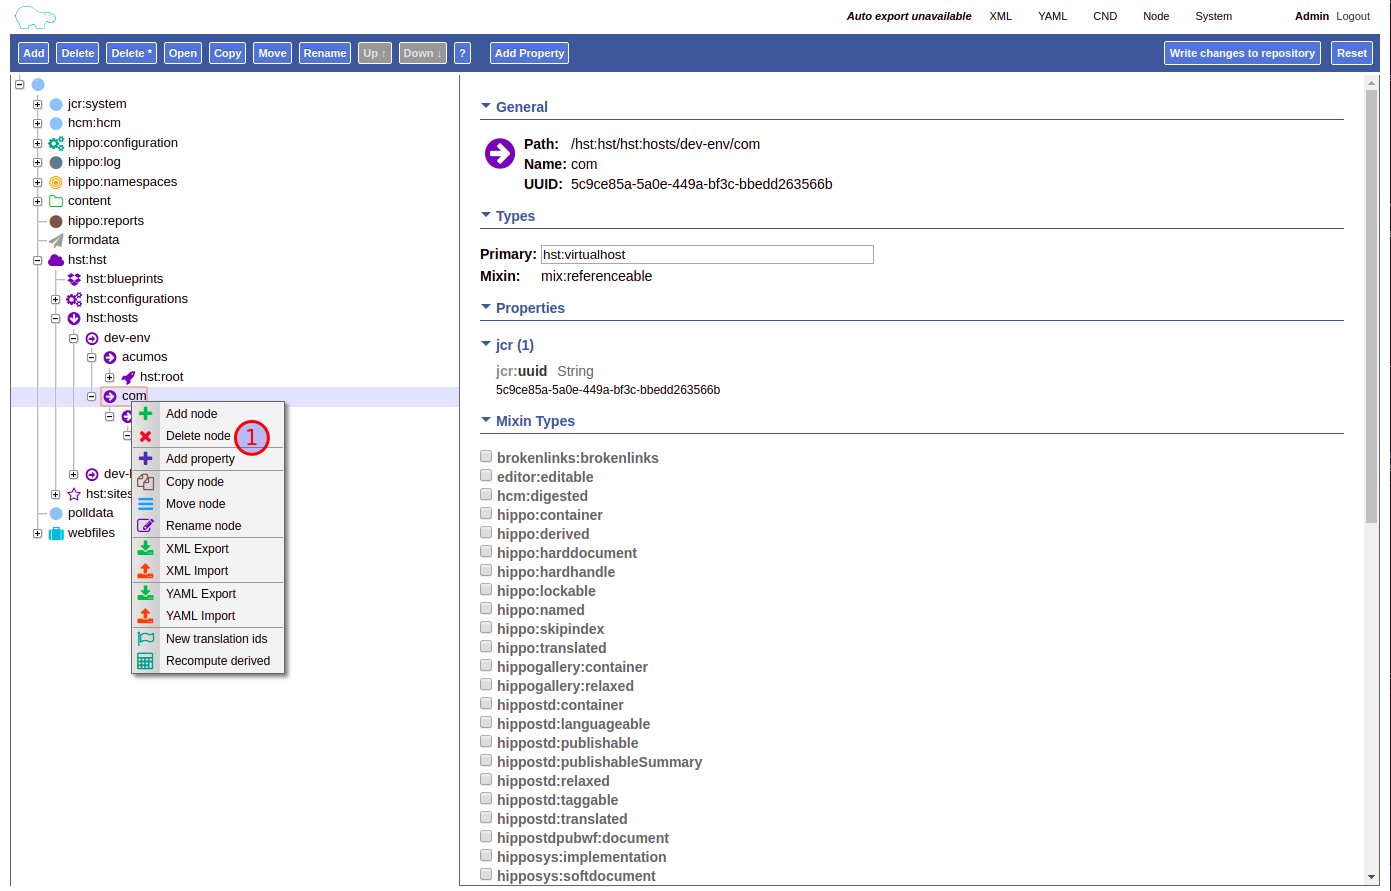 Auto export unavailable XML YAML CND Node System Admin Logout
Add Delete Delete * Open Copy Move Rename Up ↑ Down ↓ ? Add Property Write changes to repository Reset
jcr:system
hcm:hcm
hippo:configuration
hippo:log
hippo:namespaces
content
hippo:reports
formdata
hst:hst
hst:blueprints
hst:configurations
hst:hosts
dev-env
acumos
hst:root
com
dev-l
hst:sites
polldata
webfiles
Add node
Delete node 1
Add property
Copy node
Move node
Rename node
XML Export
XML Import
YAML Export
YAML Import
New translation ids
Recompute derived
General
Path: /hst:hst/hst:hosts/dev-env/com
Name: com
UUID: 5c9ce85a-5a0e-449a-bf3c-bbedd263566b
Types
Primary: hst:virtualhost
Mixin: mix:referenceable
Properties
jcr (1)
jcr:uuid String
5c9ce85a-5a0e-449a-bf3c-bbedd263566b
Mixin Types
brokenlinks:brokenlinks
editor:editable
hcm:digested
hippo:container
hippo:derived
hippo:harddocument
hippo:hardhandle
hippo:lockable
hippo:named
hippo:skipindex
hippo:translated
hippogallery:container
hippogallery:relaxed
hippostd:container
hippostd:languageable
hippostd:publishable
hippostd:publishableSummary
hippostd:relaxed
hippostd:taggable
hippostd:translated
hippostdpubwf:document
hipposys:implementation
hipposys:softdocument